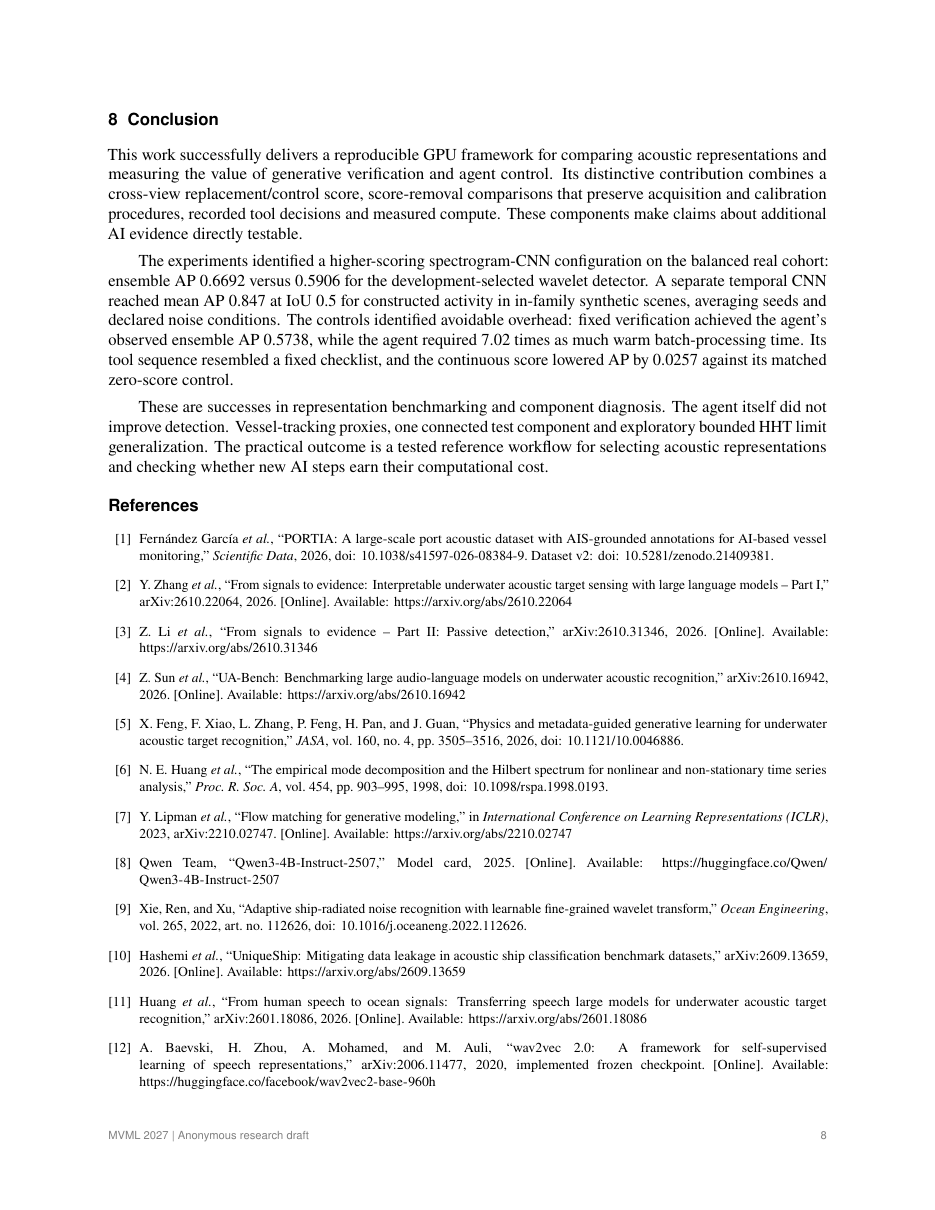 8 Conclusion
This work successfully delivers a reproducible GPU framework for comparing acoustic representations and
measuring the value of generative verification and agent control. Its distinctive contribution combines a
cross-view replacement/control score, score-removal comparisons that preserve acquisition and calibration
procedures, recorded tool decisions and measured compute. These components make claims about additional
AI evidence directly testable.
The experiments identified a higher-scoring spectrogram-CNN configuration on the balanced real cohort:
ensemble AP 0.6692 versus 0.5906 for the development-selected wavelet detector. A separate temporal CNN
reached mean AP 0.847 at IoU 0.5 for constructed activity in in-family synthetic scenes, averaging seeds and
declared noise conditions. The controls identified avoidable overhead: fixed verification achieved the agent’s
observed ensemble AP 0.5738, while the agent required 7.02 times as much warm batch-processing time. Its
tool sequence resembled a fixed checklist, and the continuous score lowered AP by 0.0257 against its matched
zero-score control.
These are successes in representation benchmarking and component diagnosis. The agent itself did not
improve detection. Vessel-tracking proxies, one connected test component and exploratory bounded HHT limit
generalization. The practical outcome is a tested reference workflow for selecting acoustic representations
and checking whether new AI steps earn their computational cost.
References
[1] Fernández García et al., “PORTIA: A large-scale port acoustic dataset with AIS-grounded annotations for AI-based vessel
monitoring,” Scientific Data, 2026, doi: 10.1038/s41597-026-08384-9. Dataset v2: doi: 10.5281/zenodo.21409381.
[2] Y. Zhang et al., “From signals to evidence: Interpretable underwater acoustic target sensing with large language models – Part I,”
arXiv:2610.22064, 2026. [Online]. Available: https://arxiv.org/abs/2610.22064
[3] Z. Li et al., “From signals to evidence – Part II: Passive detection,” arXiv:2610.31346, 2026. [Online]. Available:
https://arxiv.org/abs/2610.31346
[4] Z. Sun et al., “UA-Bench: Benchmarking large audio-language models on underwater acoustic recognition,” arXiv:2610.16942,
2026. [Online]. Available: https://arxiv.org/abs/2610.16942
[5] X. Feng, F. Xiao, L. Zhang, P. Feng, H. Pan, and J. Guan, “Physics and metadata-guided generative learning for underwater
acoustic target recognition,” JASA, vol. 160, no. 4, pp. 3505–3516, 2026, doi: 10.1121/10.0046886.
[6] N. E. Huang et al., “The empirical mode decomposition and the Hilbert spectrum for nonlinear and non-stationary time series
analysis,” Proc. R. Soc. A, vol. 454, pp. 903–995, 1998, doi: 10.1098/rspa.1998.0193.
[7] Y. Lipman et al., “Flow matching for generative modeling,” in International Conference on Learning Representations (ICLR),
2023, arXiv:2210.02747. [Online]. Available: https://arxiv.org/abs/2210.02747
[8] Qwen Team, “Qwen3-4B-Instruct-2507,” Model card, 2025. [Online]. Available: https://huggingface.co/Qwen/
Qwen3-4B-Instruct-2507
[9] Xie, Ren, and Xu, “Adaptive ship-radiated noise recognition with learnable fine-grained wavelet transform,” Ocean Engineering,
vol. 265, 2022, art. no. 112626, doi: 10.1016/j.oceaneng.2022.112626.
[10] Hashemi et al., “UniqueShip: Mitigating data leakage in acoustic ship classification benchmark datasets,” arXiv:2609.13659,
2026. [Online]. Available: https://arxiv.org/abs/2609.13659
[11] Huang et al., “From human speech to ocean signals: Transferring speech large models for underwater acoustic target
recognition,” arXiv:2601.18086, 2026. [Online]. Available: https://arxiv.org/abs/2601.18086
[12] A. Baevski, H. Zhou, A. Mohamed, and M. Auli, “wav2vec 2.0: A framework for self-supervised
learning of speech representations,” arXiv:2006.11477, 2020, implemented frozen checkpoint. [Online]. Available:
https://huggingface.co/facebook/wav2vec2-base-960h
MVML 2027 | Anonymous research draft 8